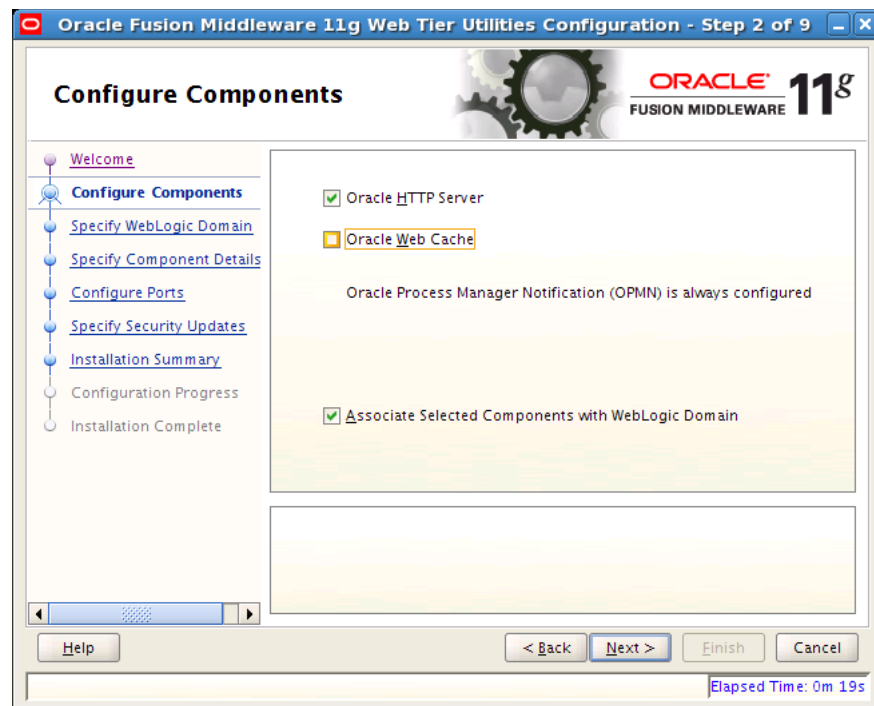 Oracle Fusion Middleware 11g Web Tier Utilities Configuration - Step 2 of 9
Configure Components
ORACLE
FUSION MIDDLEWARE 11g
Welcome
Configure Components
Specify WebLogic Domain
Specify Component Details
Configure Ports
Specify Security Updates
Installation Summary
Configuration Progress
Installation Complete
Oracle HTTP Server
Oracle Web Cache
Oracle Process Manager Notification (OPMN) is always configured
Associate Selected Components with WebLogic Domain
Help
< Back
Next >
Finish
Cancel
Elapsed Time: 0m 19s